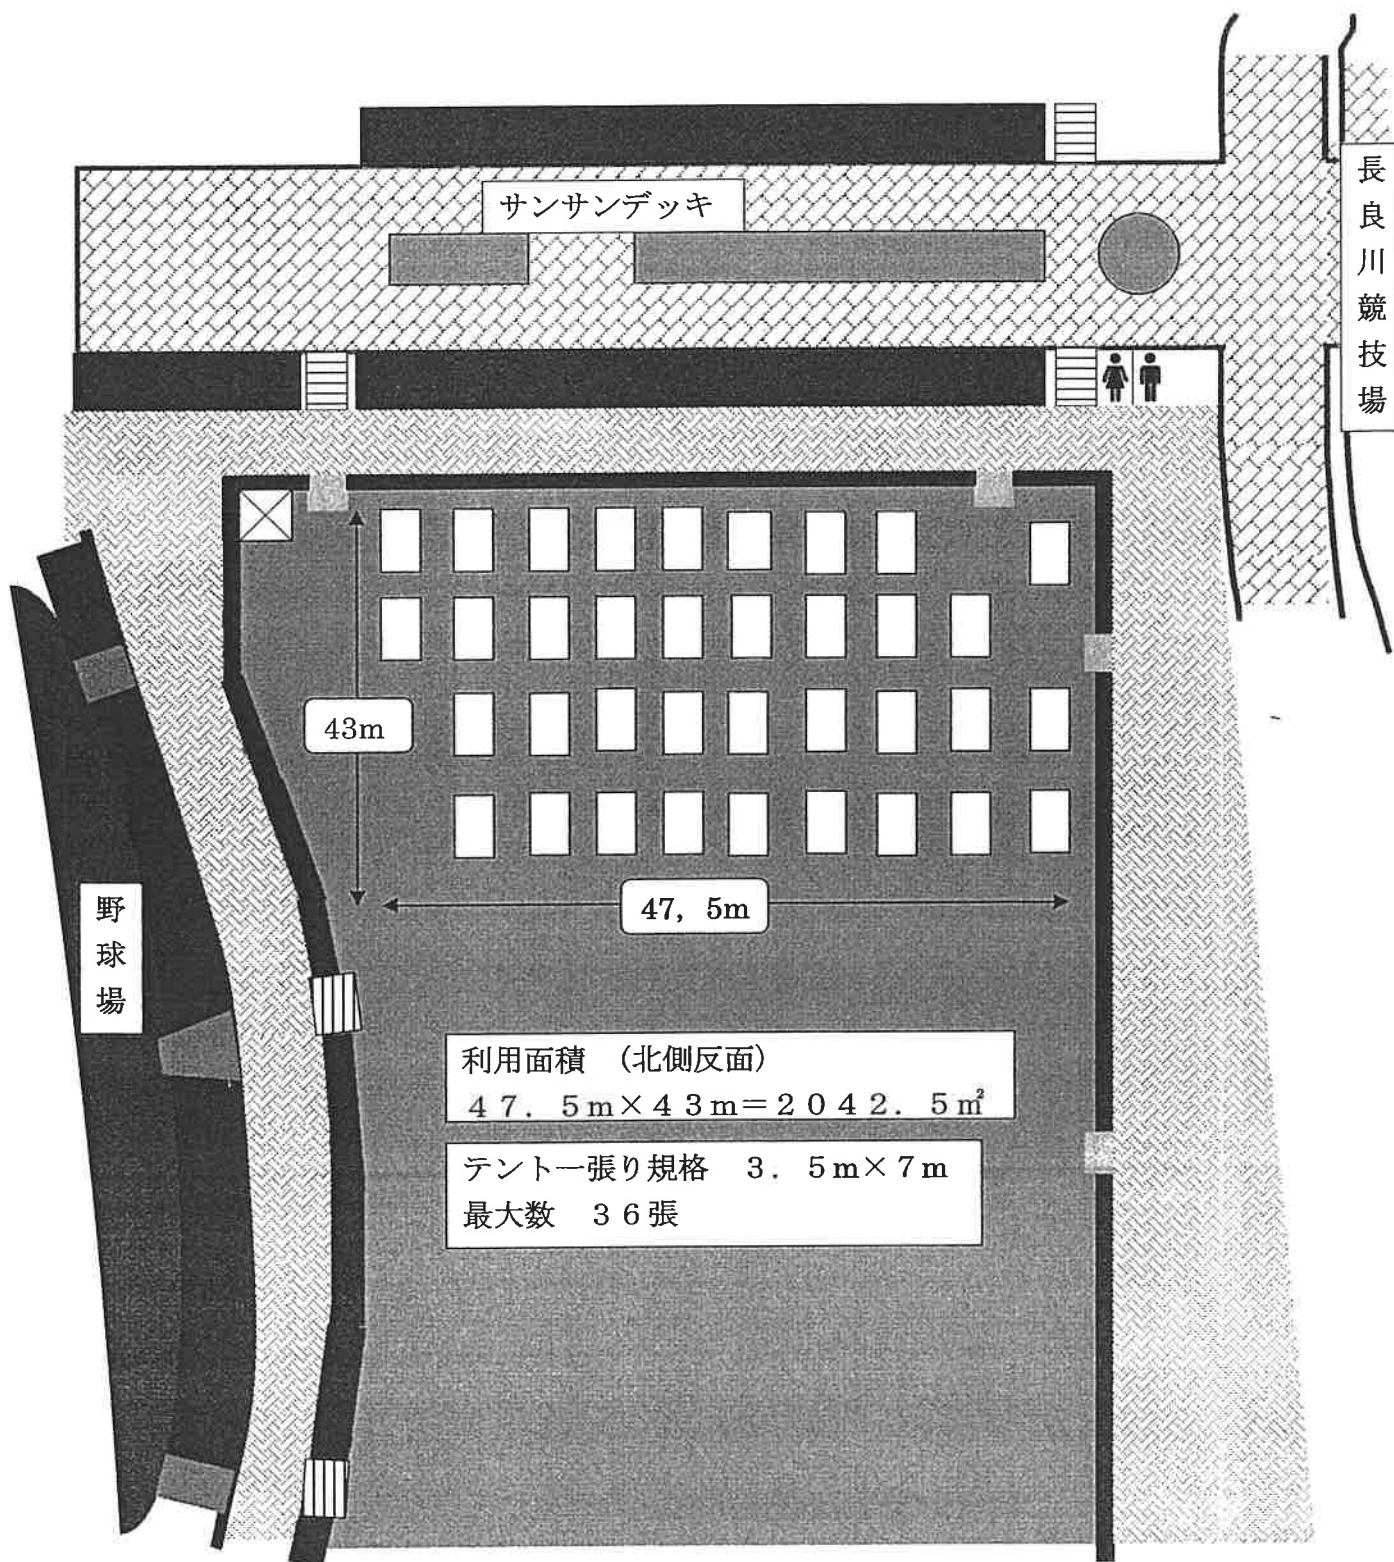 サンサンデッキ
長良川競技場
43m
47, 5m
野球場
利用面積　（北側反面）
４７．５ｍ×４３ｍ＝２０４２．５㎡
テント一張り規格　３．５ｍ×７ｍ
最大数　３６張